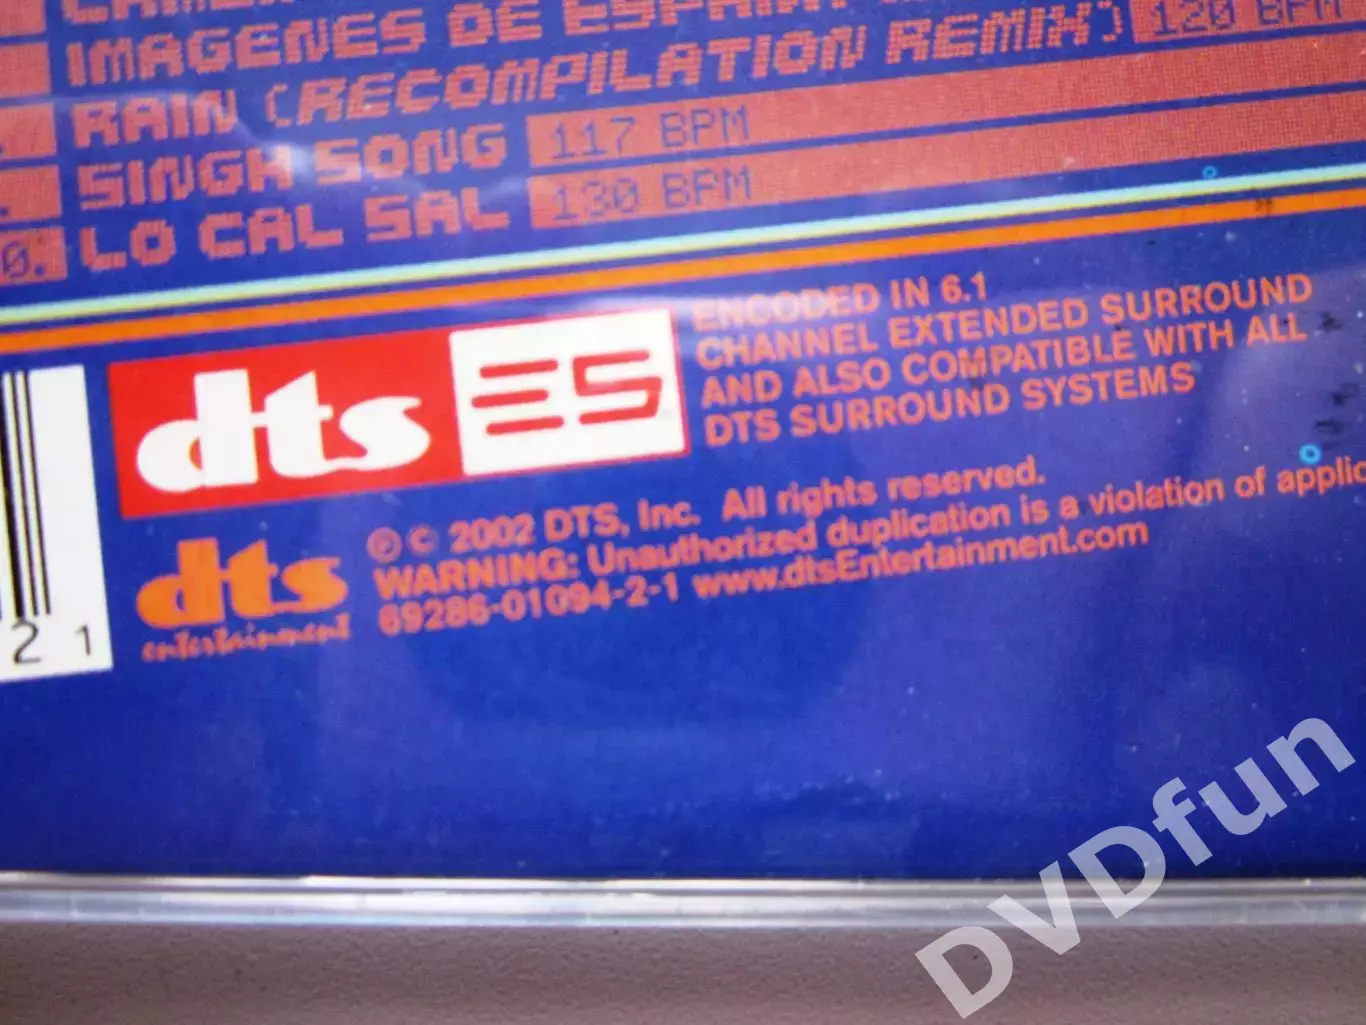 IMAGENES DE ESPAÑA
RAIN (RECOMPILATION REMIX) 120 BPM
SINGH SONG 117 BPM
0. LO CAL SAL 130 BPM
dts ES
ENCODED IN 6.1
CHANNEL EXTENDED SURROUND
AND ALSO COMPATIBLE WITH ALL
DTS SURROUND SYSTEMS
2 1
dts
entertainment
℗ © 2002 DTS, Inc. All rights reserved.
WARNING: Unauthorized duplication is a violation of applic
69286-01094-2-1 www.dtsEntertainment.com
DVDfun